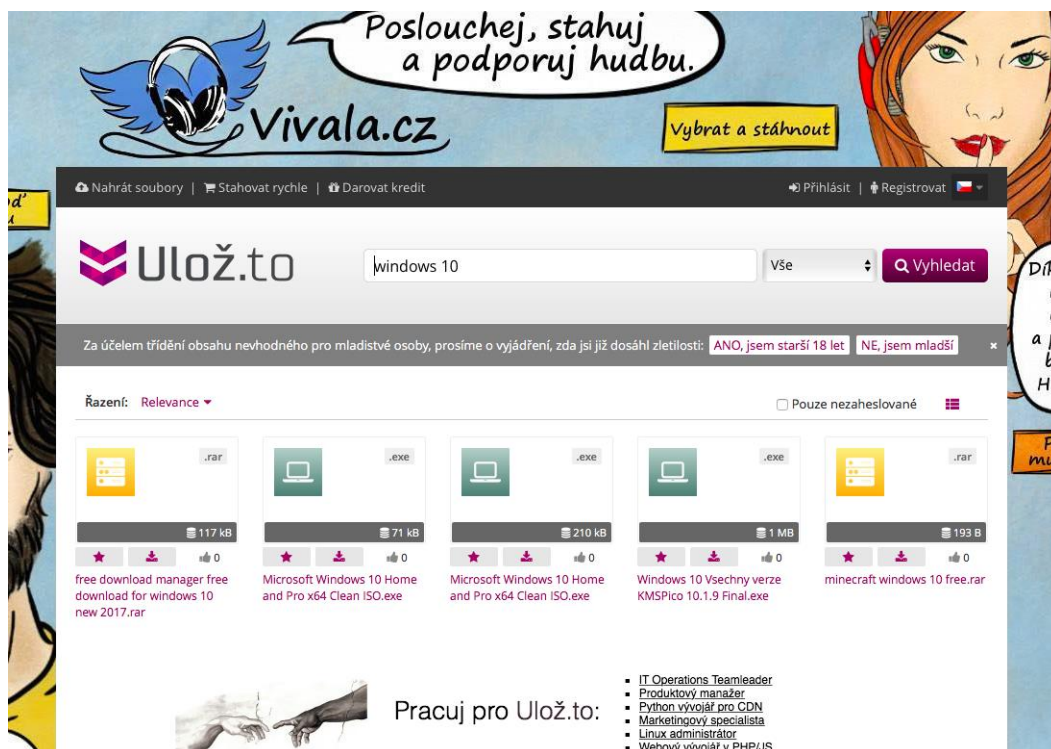 Poslouchej, stahuj
a podporuj hudbu.
Vivala.cz
Vybrat a stáhnout
Nahrát soubory | Stahovat rychle | Darovat kredit
Přihlásit | Registrovat
Ulož.to
windows 10
Vše
Vyhledat
Za účelem třídění obsahu nevhodného pro mladistvé osoby, prosíme o vyjádření, zda jsi již dosáhl zletilosti: ANO, jsem starší 18 let NE, jsem mladší ×
Řazení: Relevance
Pouze nezaheslované
.rar
.exe
.exe
.exe
.rar
117 kB
71 kB
210 kB
1 MB
193 B
0
0
0
0
0
free download manager free
download for windows 10
new 2017.rar
Microsoft Windows 10 Home
and Pro x64 Clean ISO.exe
Microsoft Windows 10 Home
and Pro x64 Clean ISO.exe
Windows 10 Vsechny verze
KMSPico 10.1.9 Final.exe
minecraft windows 10 free.rar
Pracuj pro Ulož.to:
IT Operations Teamleader
Produktový manažer
Python vývojář pro CDN
Marketingový specialista
Linux administrátor
Webový vývojář v PHP/JS